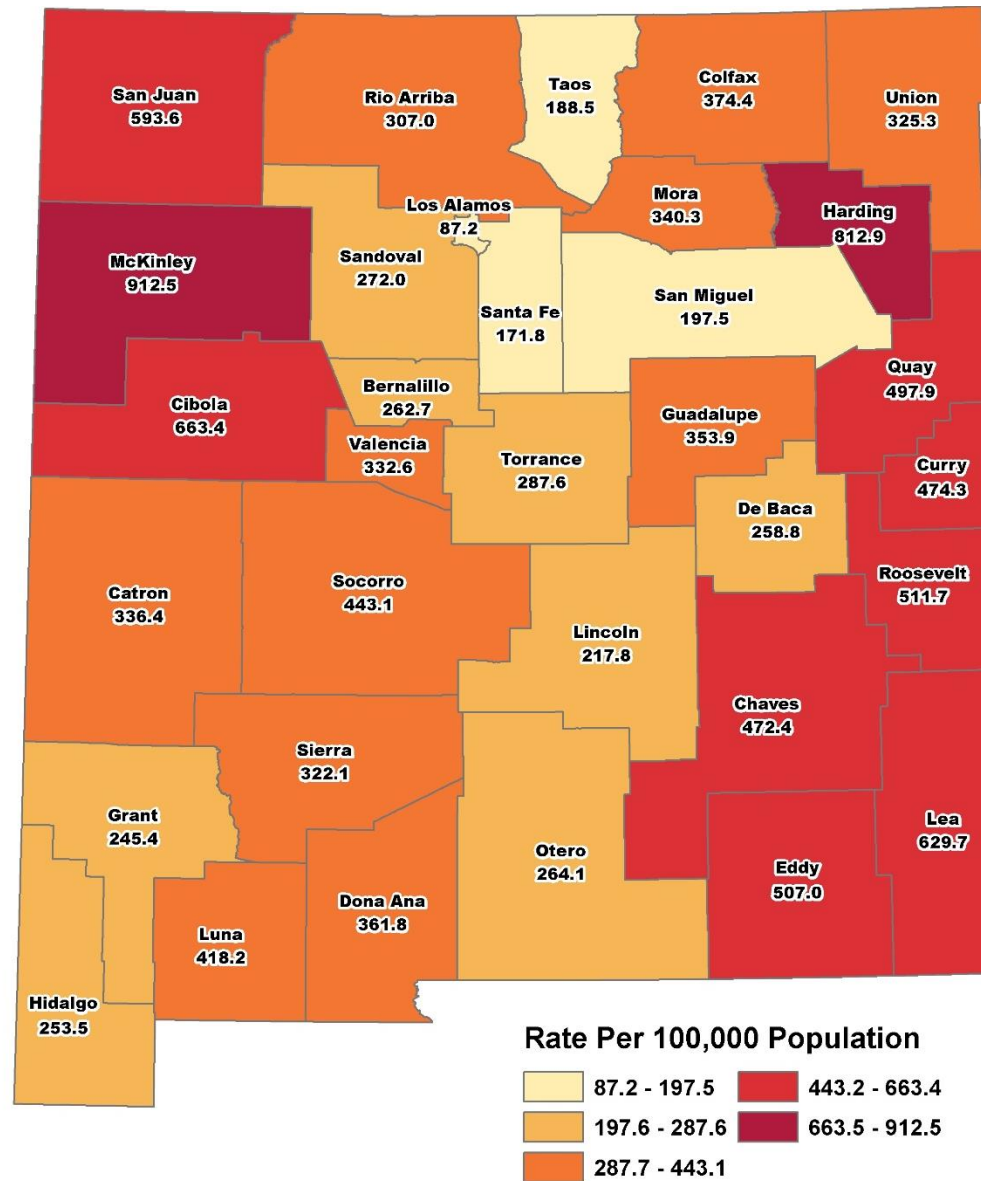 San Juan
593.6
Rio Arriba
307.0
Taos
188.5
Colfax
374.4
Union
325.3
Los Alamos
87.2
Mora
340.3
Harding
812.9
McKinley
912.5
Sandoval
272.0
Santa Fe
171.8
San Miguel
197.5
Quay
497.9
Cibola
663.4
Bernalillo
262.7
Valencia
332.6
Torrance
287.6
Guadalupe
353.9
Curry
474.3
De Baca
258.8
Roosevelt
511.7
Catron
336.4
Socorro
443.1
Lincoln
217.8
Chaves
472.4
Sierra
322.1
Grant
245.4
Otero
264.1
Lea
629.7
Eddy
507.0
Dona Ana
361.8
Luna
418.2
Hidalgo
253.5
Rate Per 100,000 Population
87.2 - 197.5
197.6 - 287.6
287.7 - 443.1
443.2 - 663.4
663.5 - 912.5